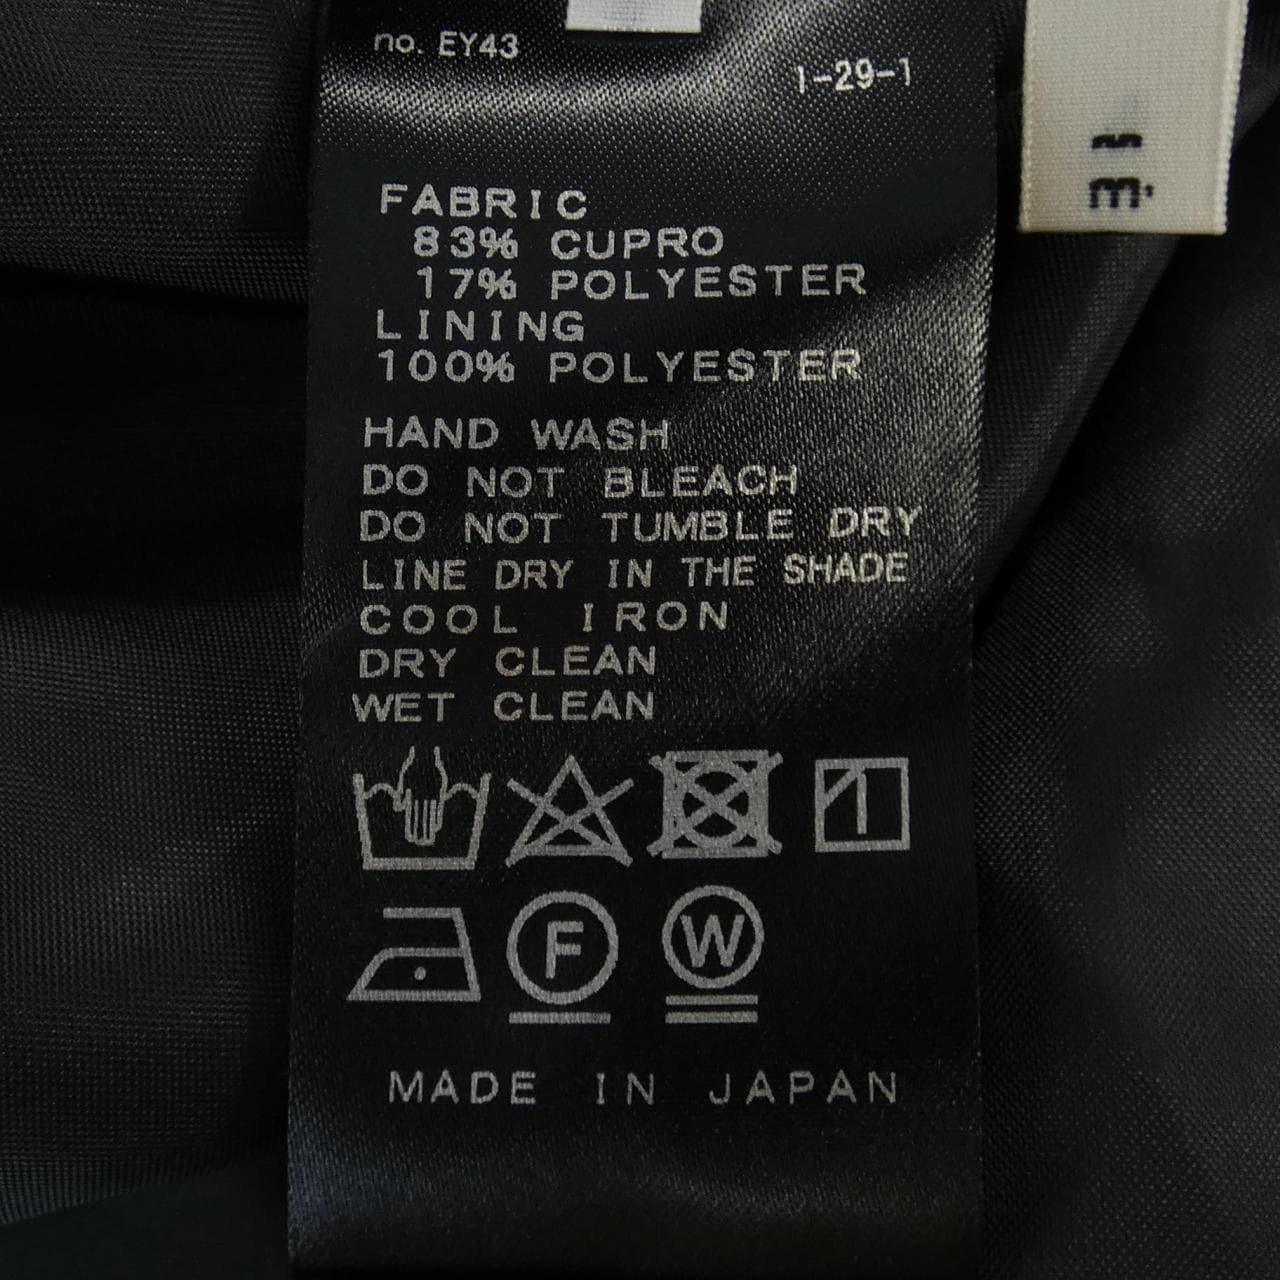 no. EY43
1-29-1
FABRIC
83% CUPRO
17% POLYESTER
LINING
100% POLYESTER
HAND WASH
DO NOT BLEACH
DO NOT TUMBLE DRY
LINE DRY IN THE SHADE
COOL IRON
DRY CLEAN
WET CLEAN
F
W
MADE IN JAPAN